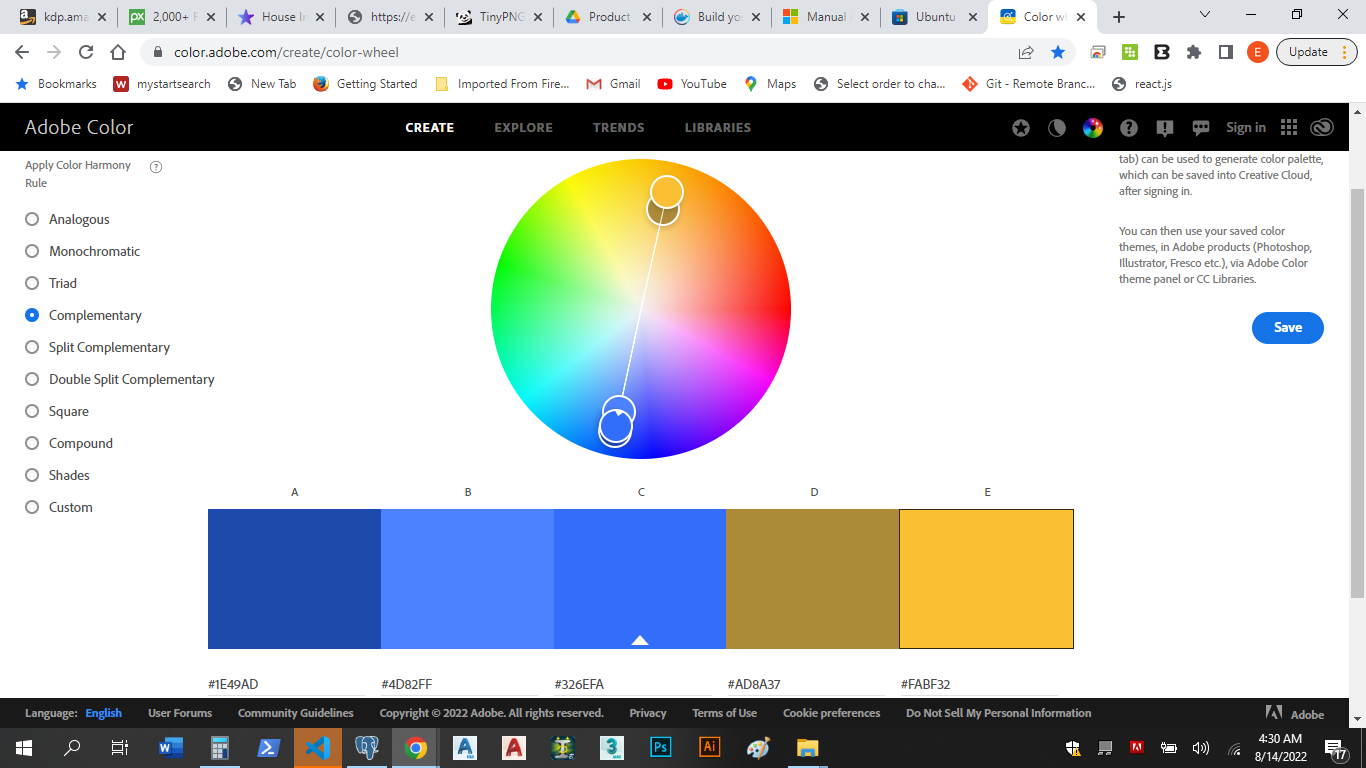 kdp.ama
2,000+ F
House In
https://e
TinyPNG
Product
Build you
Manual
Ubuntu
Color wh
color.adobe.com/create/color-wheel
E
Update
Bookmarks
mystartsearch
New Tab
Getting Started
Imported From Fire...
Gmail
YouTube
Maps
Select order to cha...
Git - Remote Branc...
react.js
Adobe Color
CREATE
EXPLORE
TRENDS
LIBRARIES
Sign in
Apply Color Harmony
Rule
Analogous
Monochromatic
Triad
Complementary
Split Complementary
Double Split Complementary
Square
Compound
Shades
Custom
tab) can be used to generate color palette,
which can be saved into Creative Cloud,
after signing in.
You can then use your saved color
themes, in Adobe products (Photoshop,
Illustrator, Fresco etc.), via Adobe Color
theme panel or CC Libraries.
Save
A B C D E
#1E49AD #4D82FF #326EFA #AD8A37 #FABF32
Language: English
User Forums
Community Guidelines
Copyright © 2022 Adobe. All rights reserved.
Privacy
Terms of Use
Cookie preferences
Do Not Sell My Personal Information
Adobe
4:30 AM
8/14/2022
17